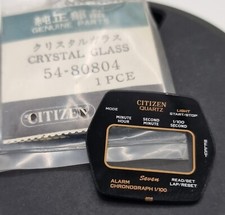 純正部品
GENUINE PARTS
クリスタルガラス
CRYSTAL GLASS
54-80804
1 PCE
CITIZEN
CITIZEN
QUARTZ
LIGHT
START/STOP
MODE
MINUTE
HOUR
SECOND
MINUTE
1/100
SECOND
Seven
ALARM
CHRONOGRAPH 1/100
READ/SET
LAP/RESET